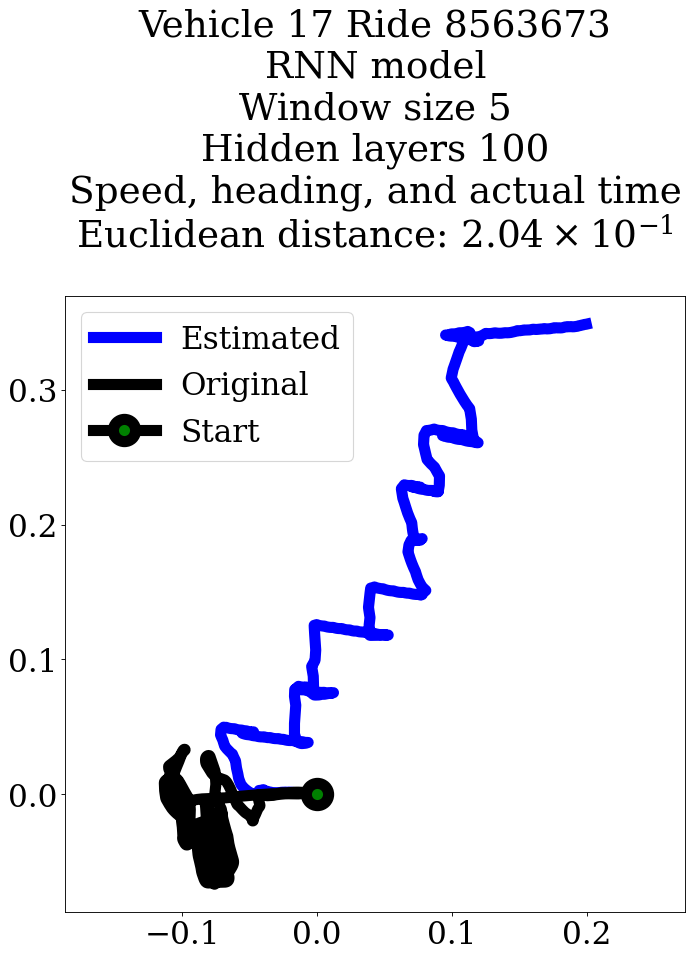 Vehicle 17 Ride 8563673
RNN model
Window size 5
Hidden layers 100
Speed, heading, and actual time
Euclidean distance: 2.04 × 10⁻¹
Estimated
Original
Start
0.3
0.2
0.1
0.0
−0.1 0.0 0.1 0.2